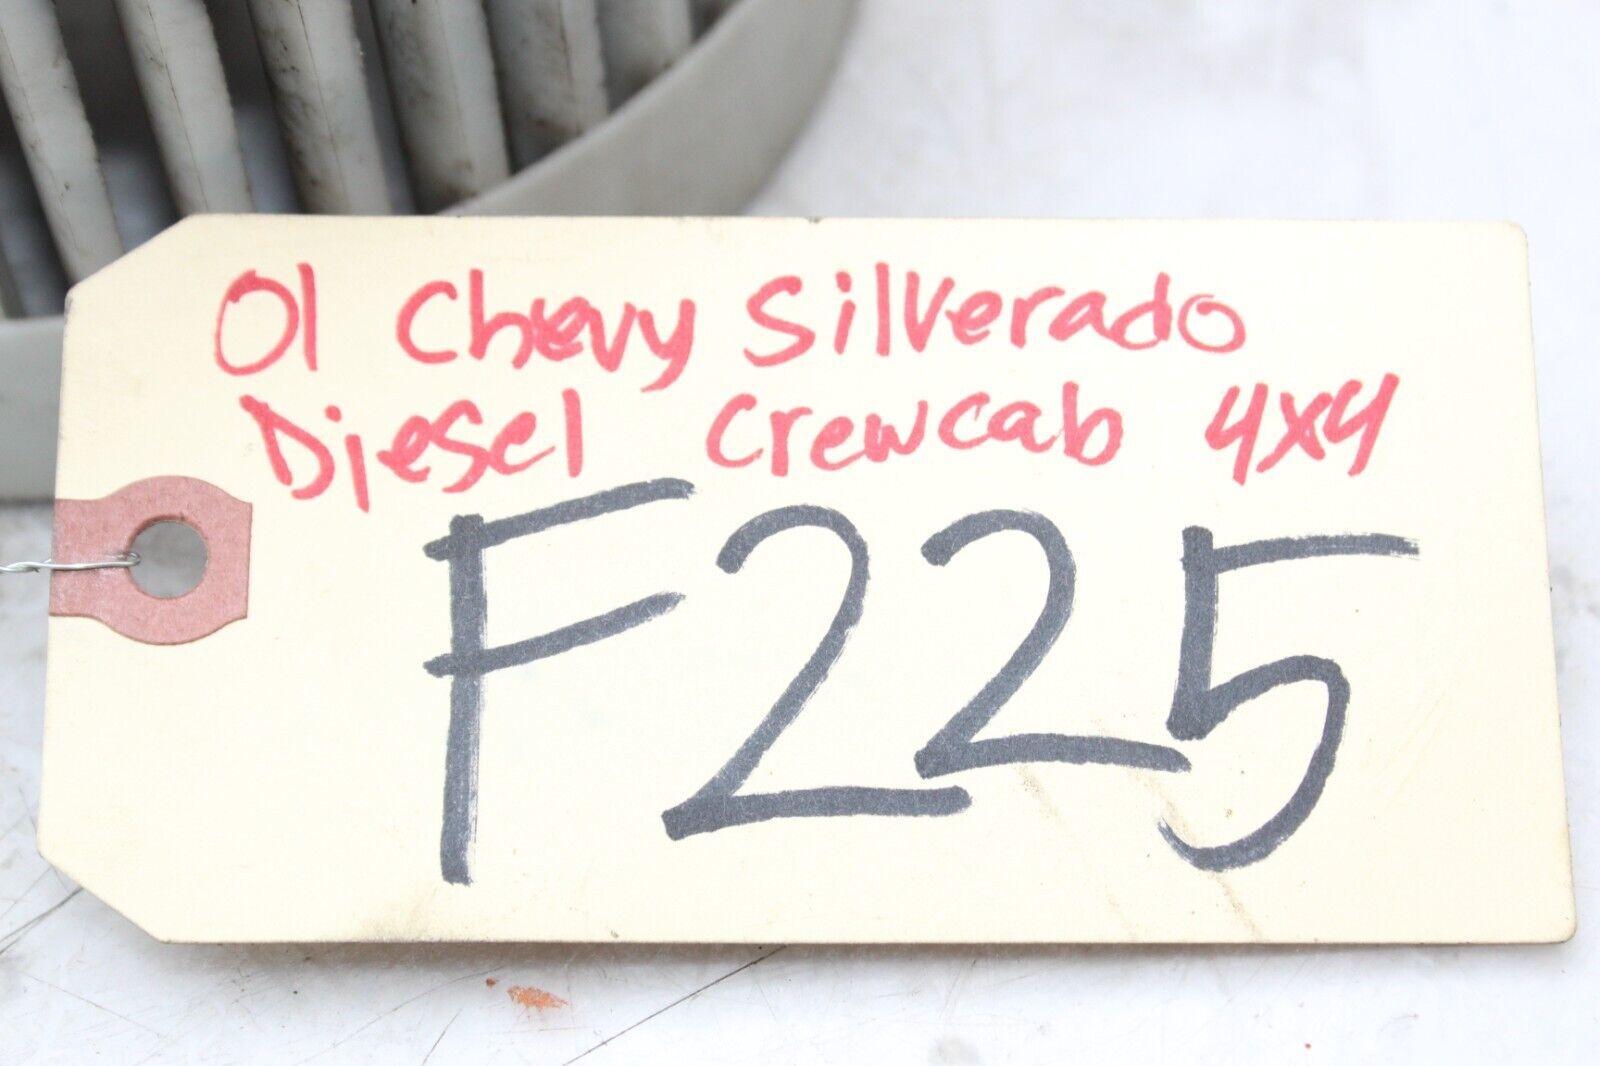 01 Chevy Silverado
Diesel Crewcab 4x4
F225